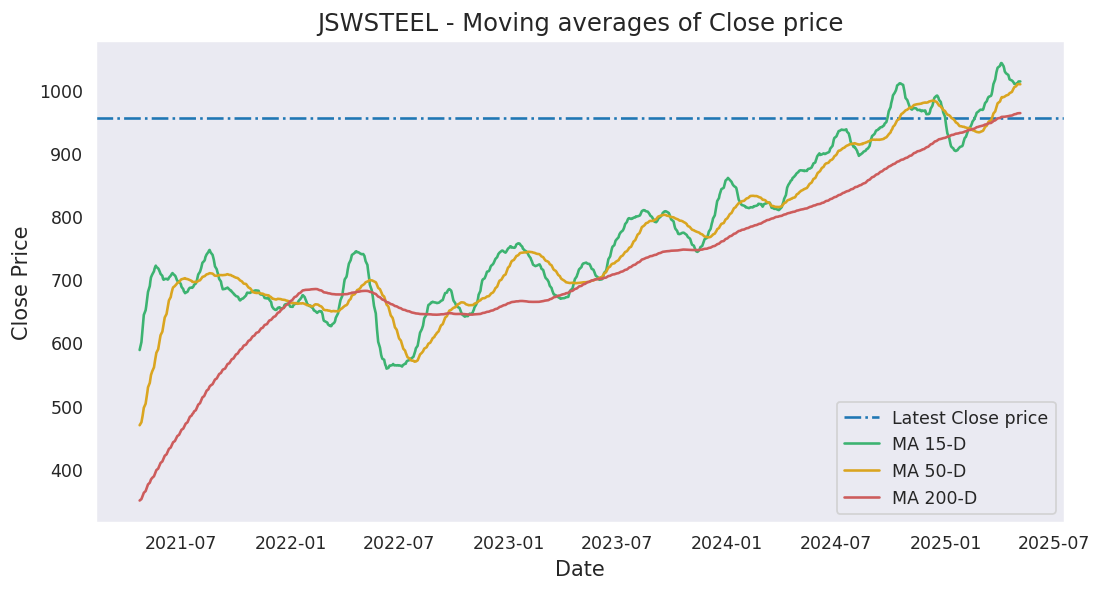 JSWSTEEL - Moving averages of Close price
Close Price
1000
900
800
700
600
500
400
Latest Close price
MA 15-D
MA 50-D
MA 200-D
2021-07 2022-01 2022-07 2023-01 2023-07 2024-01 2024-07 2025-01 2025-07
Date